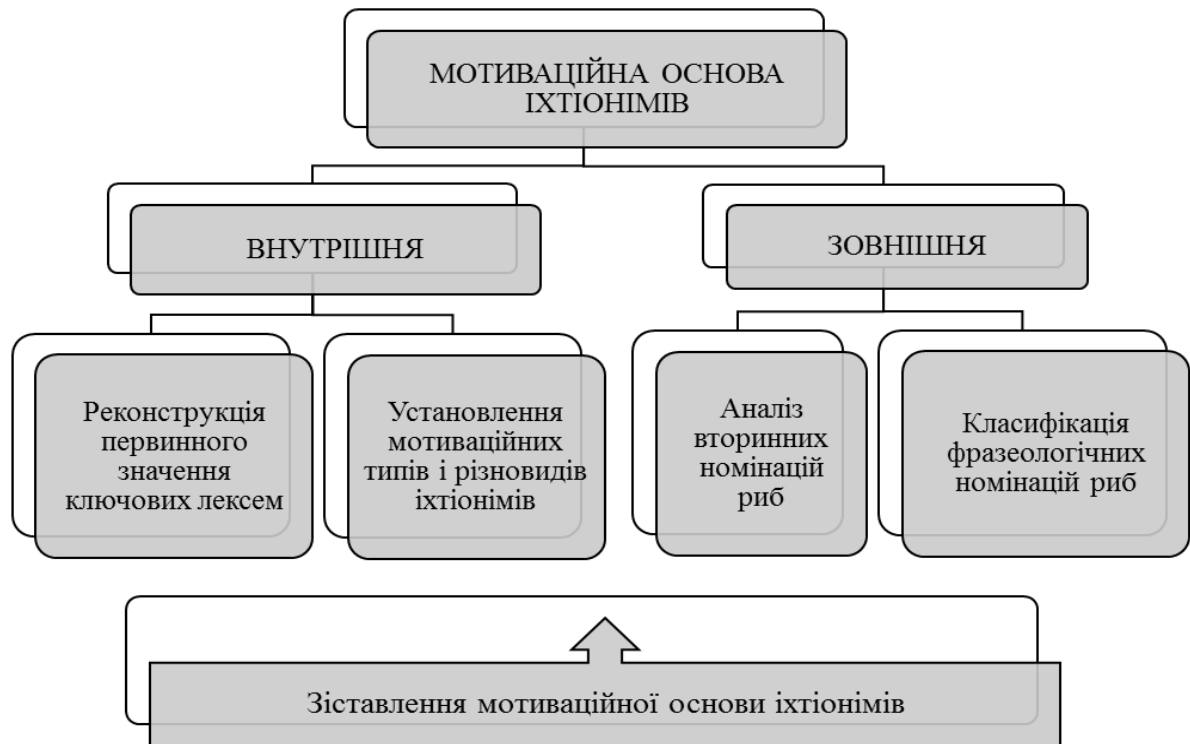 МОТИВАЦІЙНА ОСНОВА
ІХТІОНІМІВ
ВНУТРІШНЯ
ЗОВНІШНЯ
Реконструкція
первинного
значення
ключових лексем
Установлення
мотиваційних
типів і різновидів
іхтіонімів
Аналіз
вторинних
номінацій
риб
Класифікація
фразеологічних
номінацій риб
Зіставлення мотиваційної основи іхтіонімів